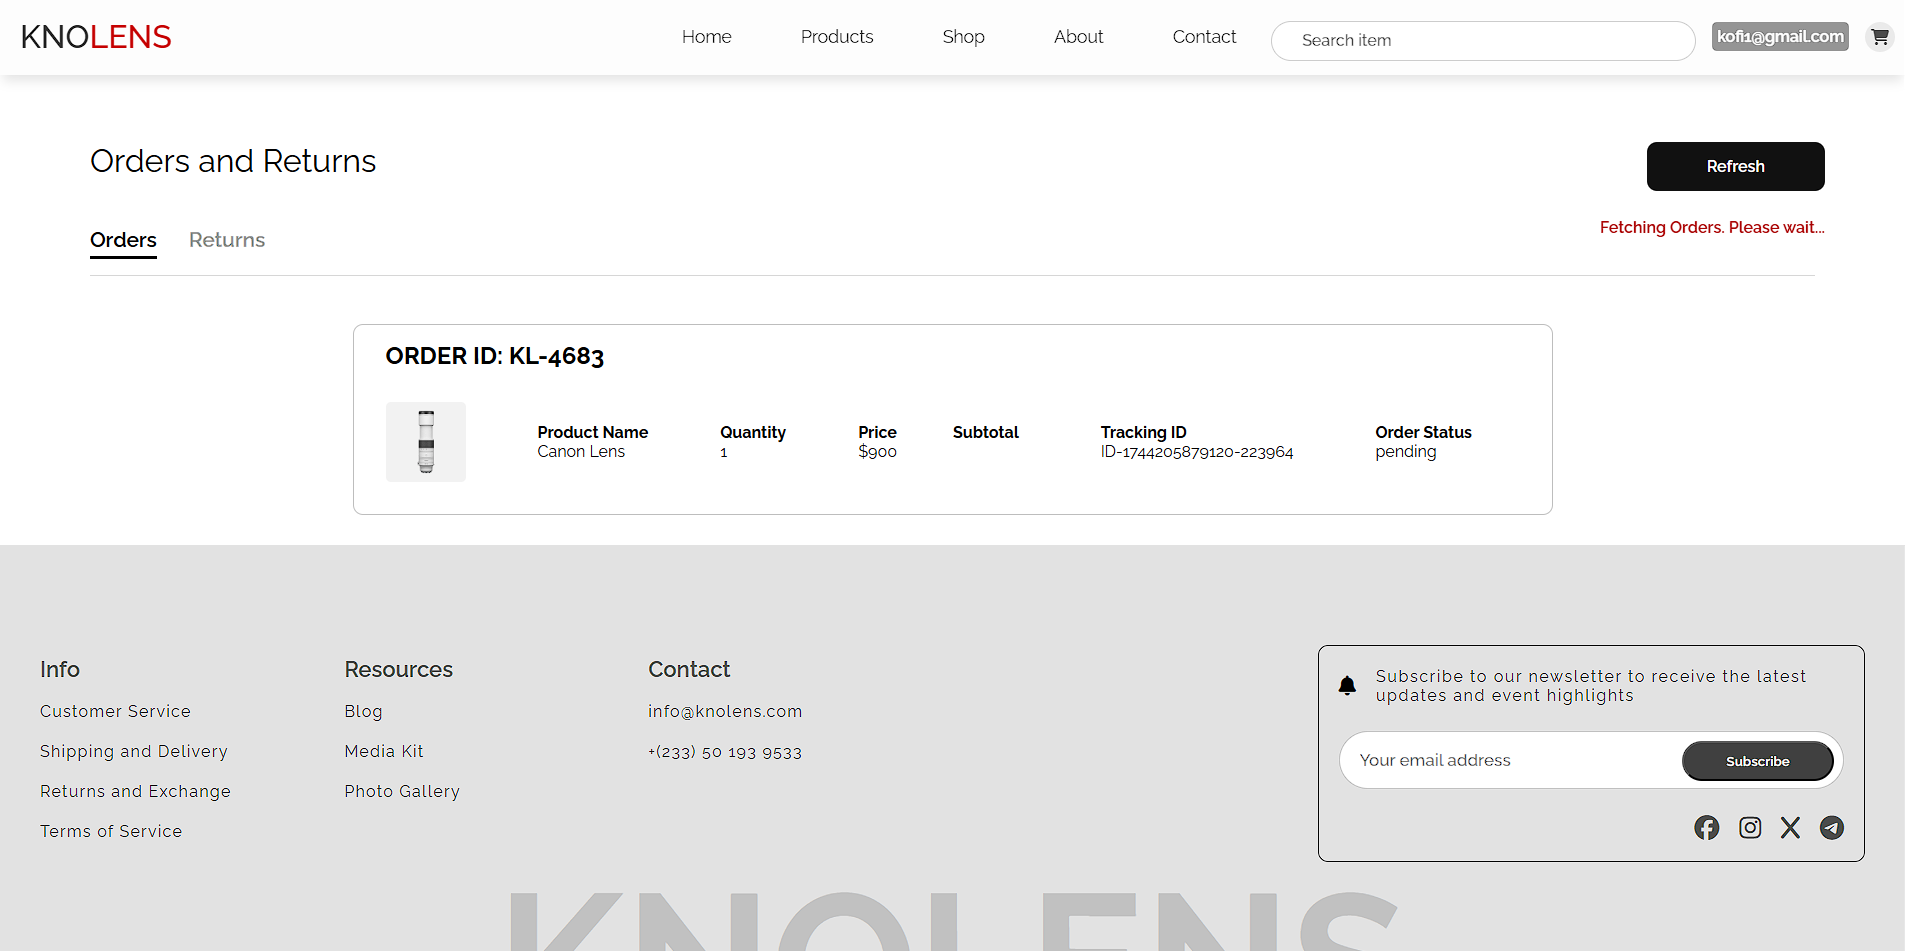 KNOLENS
Home
Products
Shop
About
Contact
Search item
kofi1@gmail.com
Orders and Returns
Refresh
Orders
Returns
Fetching Orders. Please wait...
ORDER ID: KL-4683
Product Name
Canon Lens
Quantity
1
Price
$900
Subtotal
Tracking ID
ID-1744205879120-223964
Order Status
pending
Info
Customer Service
Shipping and Delivery
Returns and Exchange
Terms of Service
Resources
Blog
Media Kit
Photo Gallery
Contact
info@knolens.com
+(233) 50 193 9533
Subscribe to our newsletter to receive the latest
updates and event highlights
Your email address
Subscribe
KNOLENS